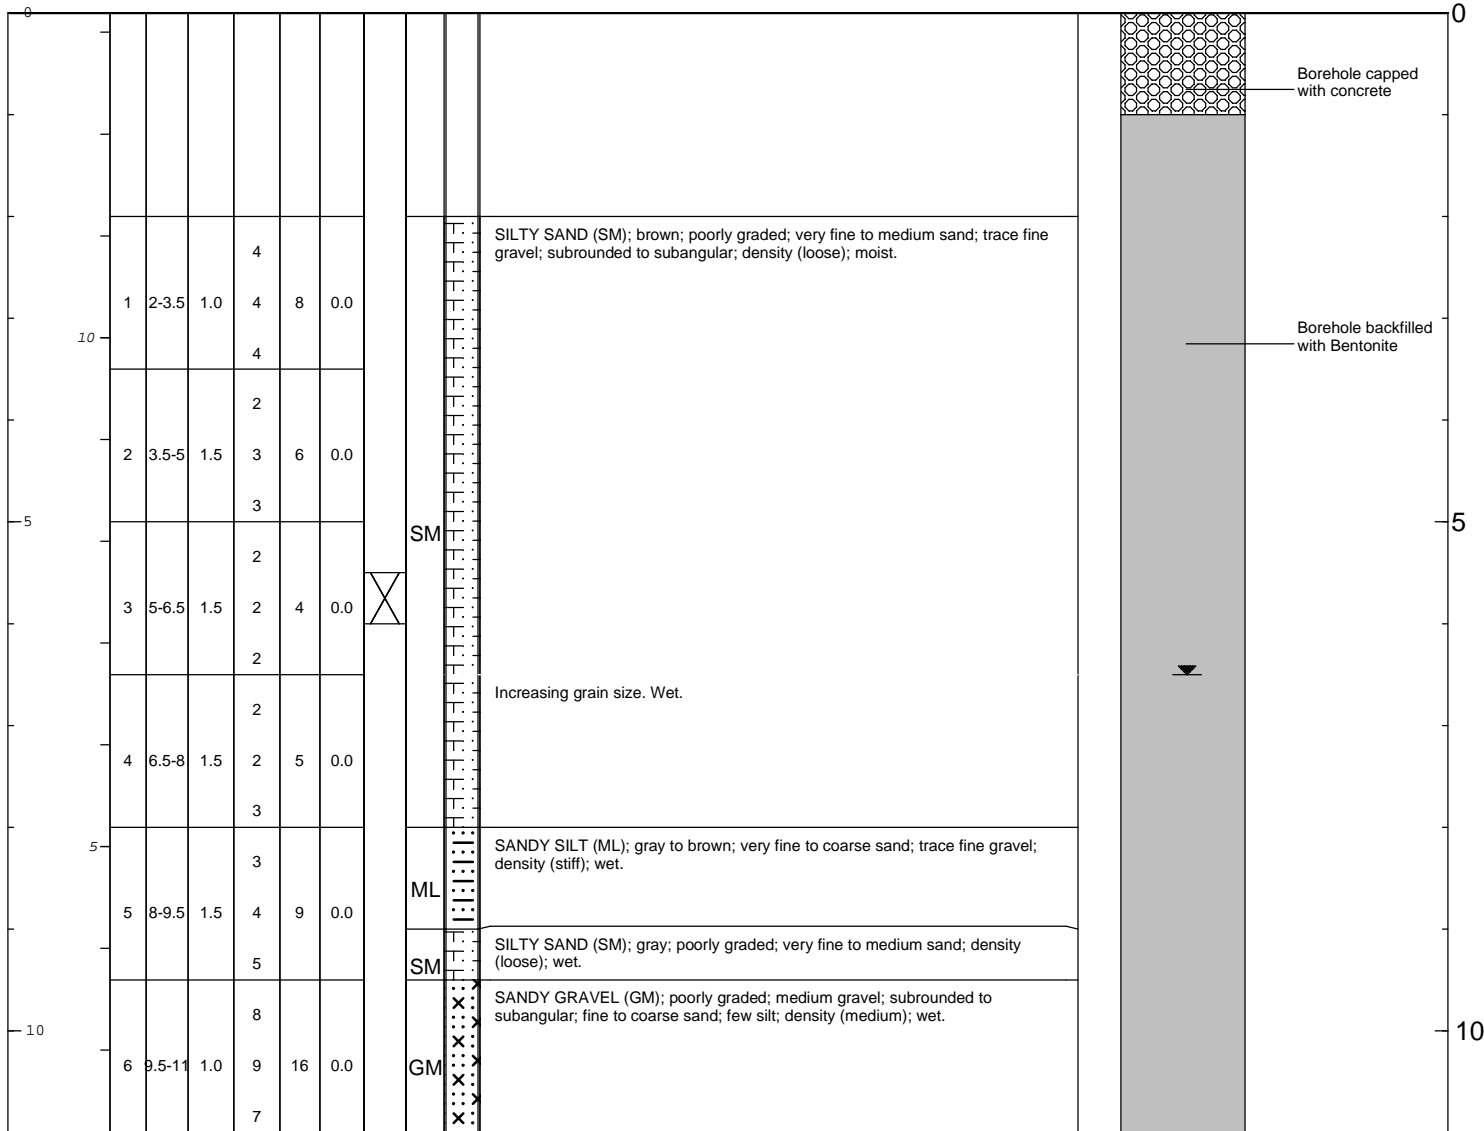 0
0
Borehole capped
with concrete
SILTY SAND (SM); brown; poorly graded; very fine to medium sand; trace fine
gravel; subrounded to subangular; density (loose); moist.
4
1 2-3.5 1.0 4 8 0.0
4
10
Borehole backfilled
with Bentonite
2
2 3.5-5 1.5 3 6 0.0
3
5
SM
5
2
3 5-6.5 1.5 2 4 0.0
2
Increasing grain size. Wet.
2
4 6.5-8 1.5 2 5 0.0
3
5
SANDY SILT (ML); gray to brown; very fine to coarse sand; trace fine gravel;
density (stiff); wet.
3
ML
5 8-9.5 1.5 4 9 0.0
5
SILTY SAND (SM); gray; poorly graded; very fine to medium sand; density
(loose); wet.
SM
SANDY GRAVEL (GM); poorly graded; medium gravel; subrounded to
subangular; fine to coarse sand; few silt; density (medium); wet.
8
10
10
6 9.5-11 1.0 9 16 0.0
GM
7